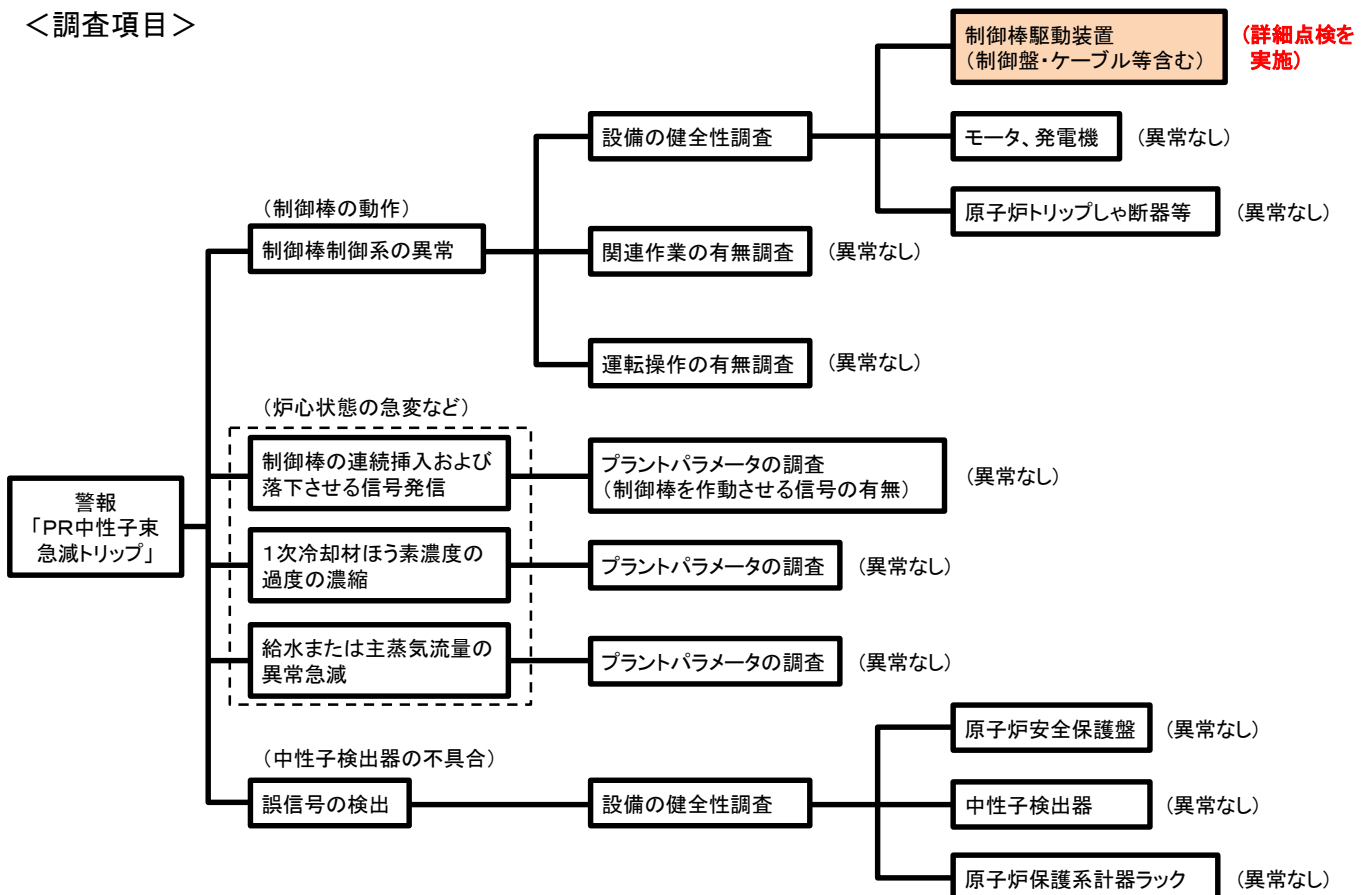 ＜調査項目＞
制御棒駆動装置
（制御盤・ケーブル等含む）
（詳細点検を
実施）
設備の健全性調査
モータ、発電機
（異常なし）
原子炉トリップしゃ断器等
（異常なし）
（制御棒の動作）
制御棒制御系の異常
関連作業の有無調査
（異常なし）
運転操作の有無調査
（異常なし）
（炉心状態の急変など）
制御棒の連続挿入および
落下させる信号発信
プラントパラメータの調査
（制御棒を作動させる信号の有無）
（異常なし）
警報
「ＰＲ中性子束
急減トリップ」
１次冷却材ほう素濃度の
過度の濃縮
プラントパラメータの調査
（異常なし）
給水または主蒸気流量の
異常急減
プラントパラメータの調査
（異常なし）
原子炉安全保護盤
（異常なし）
（中性子検出器の不具合）
誤信号の検出
設備の健全性調査
中性子検出器
（異常なし）
原子炉保護系計器ラック
（異常なし）